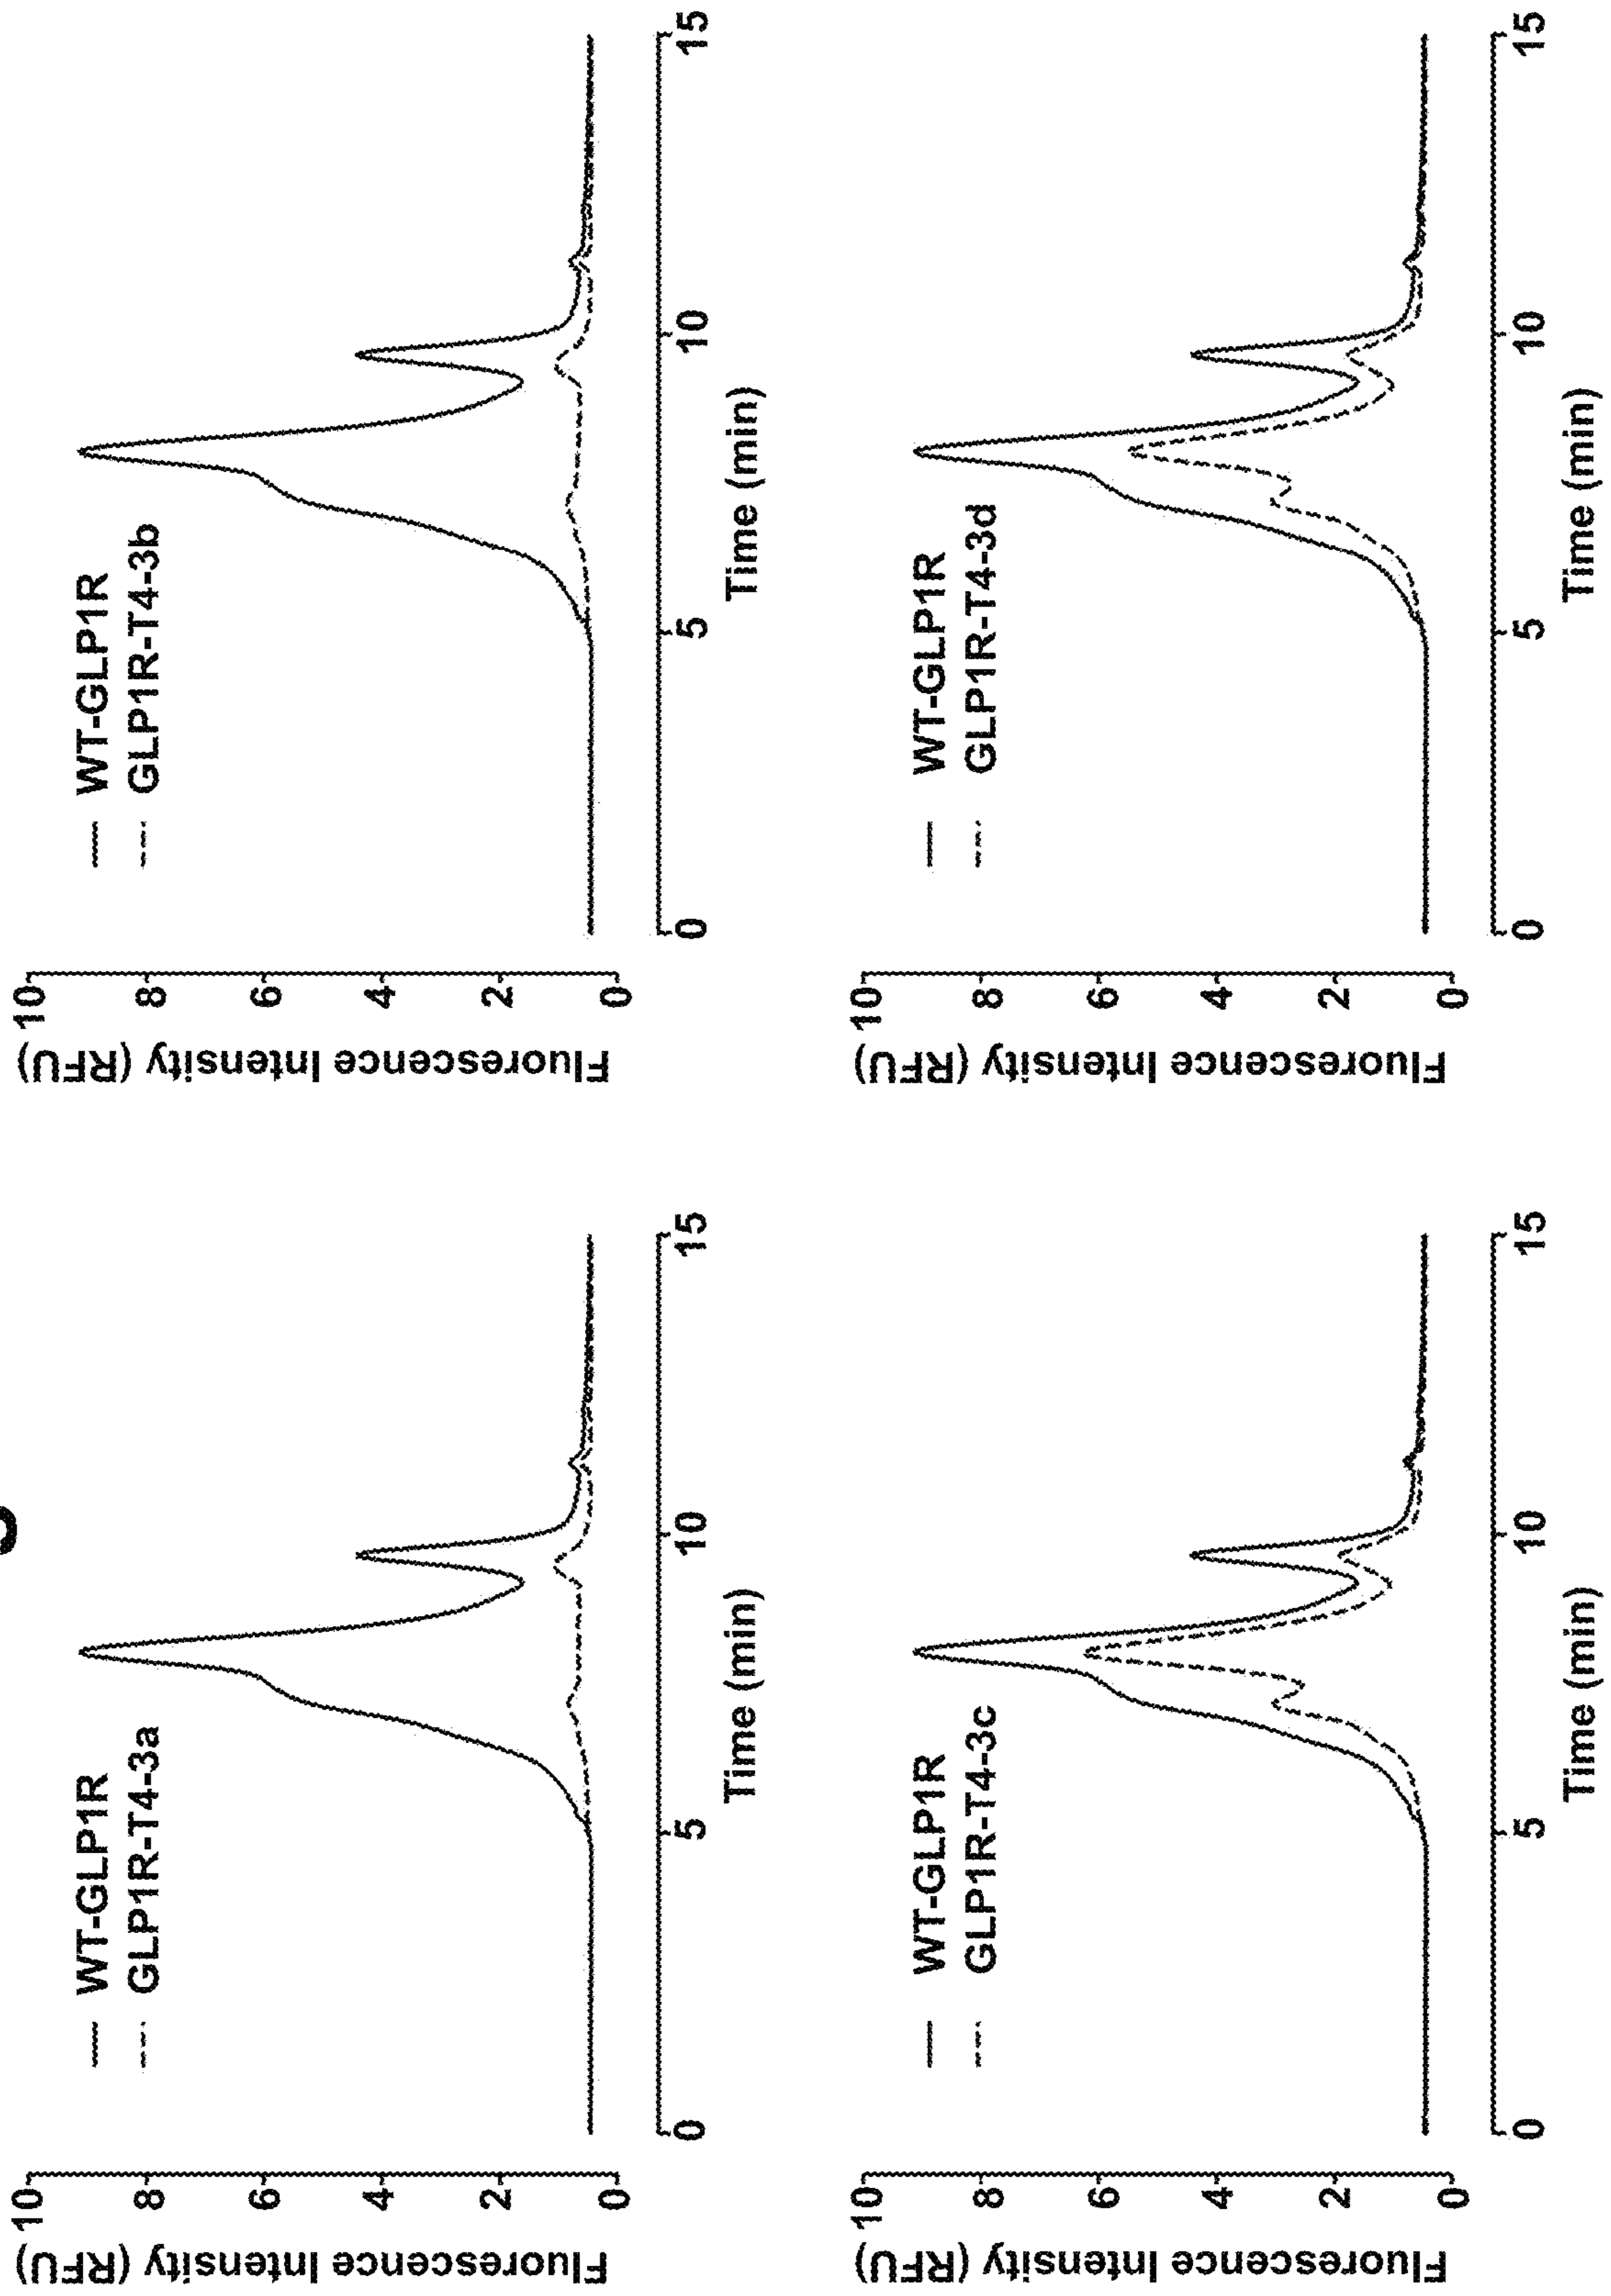 Fluorescence Intensity (RFU)
10
8
6
4
2
0
WT-GLP1R
GLP1R-T4-3a
0 5 10 15
Time (min)
Fluorescence Intensity (RFU)
10
8
6
4
2
0
WT-GLP1R
GLP1R-T4-3b
0 5 10 15
Time (min)
Fluorescence Intensity (RFU)
10
8
6
4
2
0
WT-GLP1R
GLP1R-T4-3c
0 5 10 15
Time (min)
Fluorescence Intensity (RFU)
10
8
6
4
2
0
WT-GLP1R
GLP1R-T4-3d
0 5 10 15
Time (min)